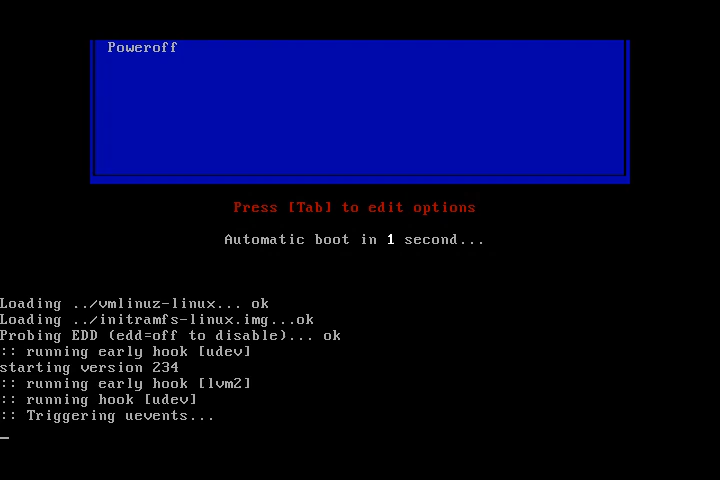 Poweroff
Press [Tab] to edit options
Automatic boot in 1 second...
Loading ../vmlinuz-linux... ok
Loading ../initramfs-linux.img...ok
Probing EDD (edd=off to disable)... ok
:: running early hook [udev]
starting version 234
:: running early hook [lvm2]
:: running hook [udev]
:: Triggering uevents...